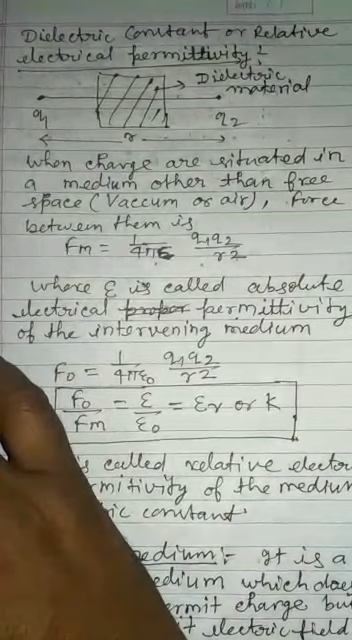 Dielectric Constant or Relative
electrical permittivity:
Dielectric
material
q1 q2
r
when charge are situated in
a medium other than free
space (Vaccum or air), Force
between them is
Fm = 1/4πε q1q2/r2
where ε is called absolute
electrical permittivity
of the intervening medium
F0 = 1/4πε0 q1q2/r2
F0/Fm = ε/ε0 = εr or K
is called relative electr
mitivity of the medium
ic constant
medium:- It is a
edium which does
ermit charge bu
t electric field